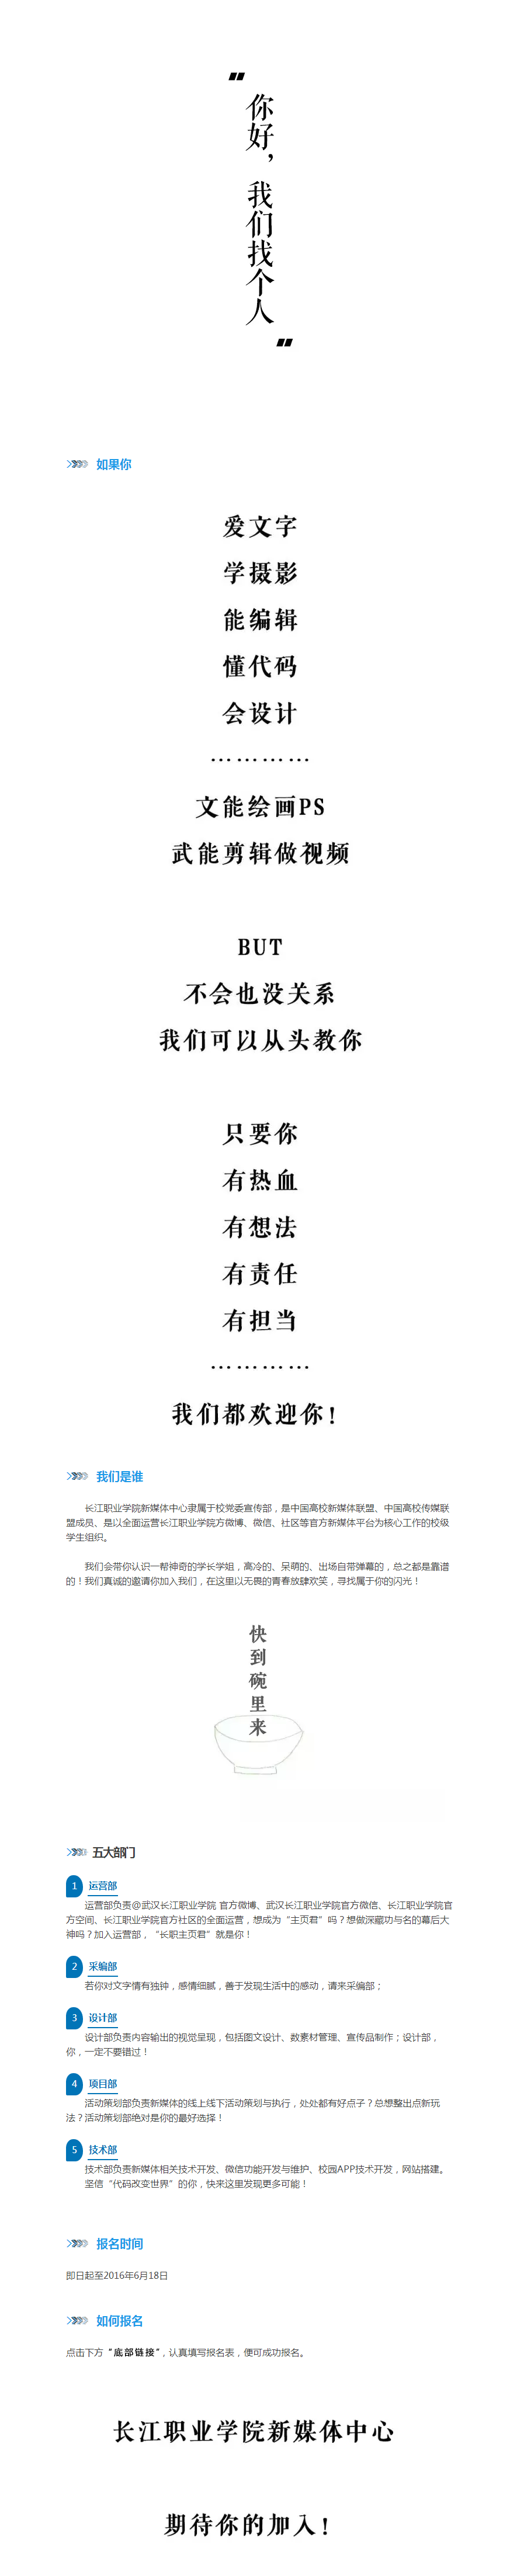 "
你好，我们找个人
"
如果你
爱文字
学摄影
能编辑
懂代码
会设计
…………
文能绘画PS
武能剪辑做视频
BUT
不会也没关系
我们可以从头教你
只要你
有热血
有想法
有责任
有担当
…………
我们都欢迎你!
我们是谁
长江职业学院新媒体中心隶属于校党委宣传部，是中国高校新媒体联盟、中国高校传媒联
盟成员、是以全面运营长江职业学院方微博、微信、社区等官方新媒体平台为核心工作的校级
学生组织。
我们会带你认识一帮神奇的学长学姐，高冷的、呆萌的、出场自带弹幕的，总之都是靠谱
的！我们真诚的邀请你加入我们，在这里以无畏的青春放肆欢笑，寻找属于你的闪光！
快到碗里来
五大部门
1 运营部
运营部负责@武汉长江职业学院 官方微博、武汉长江职业学院官方微信、长江职业学院官
方空间、长江职业学院官方社区的全面运营，想成为“主页君”吗？想做深藏功与名的幕后大
神吗？加入运营部，“长职主页君”就是你！
2 采编部
若你对文字情有独钟，感情细腻，善于发现生活中的感动，请来采编部；
3 设计部
设计部负责内容输出的视觉呈现，包括图文设计、数素材管理、宣传品制作；设计部，
你，一定不要错过！
4 项目部
活动策划部负责新媒体的线上线下活动策划与执行，处处都有好点子？总想整出点新玩
法？活动策划部绝对是你的最好选择！
5 技术部
技术部负责新媒体相关技术开发、微信功能开发与维护、校园APP技术开发，网站搭建。
坚信“代码改变世界”的你，快来这里发现更多可能！
报名时间
即日起至2016年6月18日
如何报名
点击下方“底部链接”，认真填写报名表，便可成功报名。
长江职业学院新媒体中心
期待你的加入!